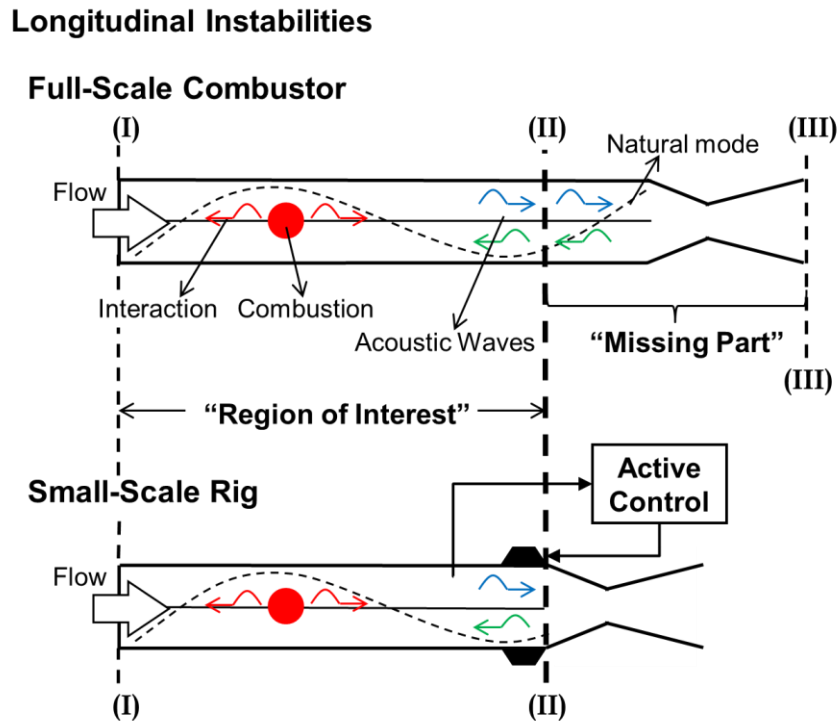 Longitudinal Instabilities
Full-Scale Combustor
(I) (II) (III)
Natural mode
Flow
Interaction Combustion
Acoustic Waves
“Missing Part”
(III)
“Region of Interest”
Active
Control
Small-Scale Rig
Flow
(I) (II)